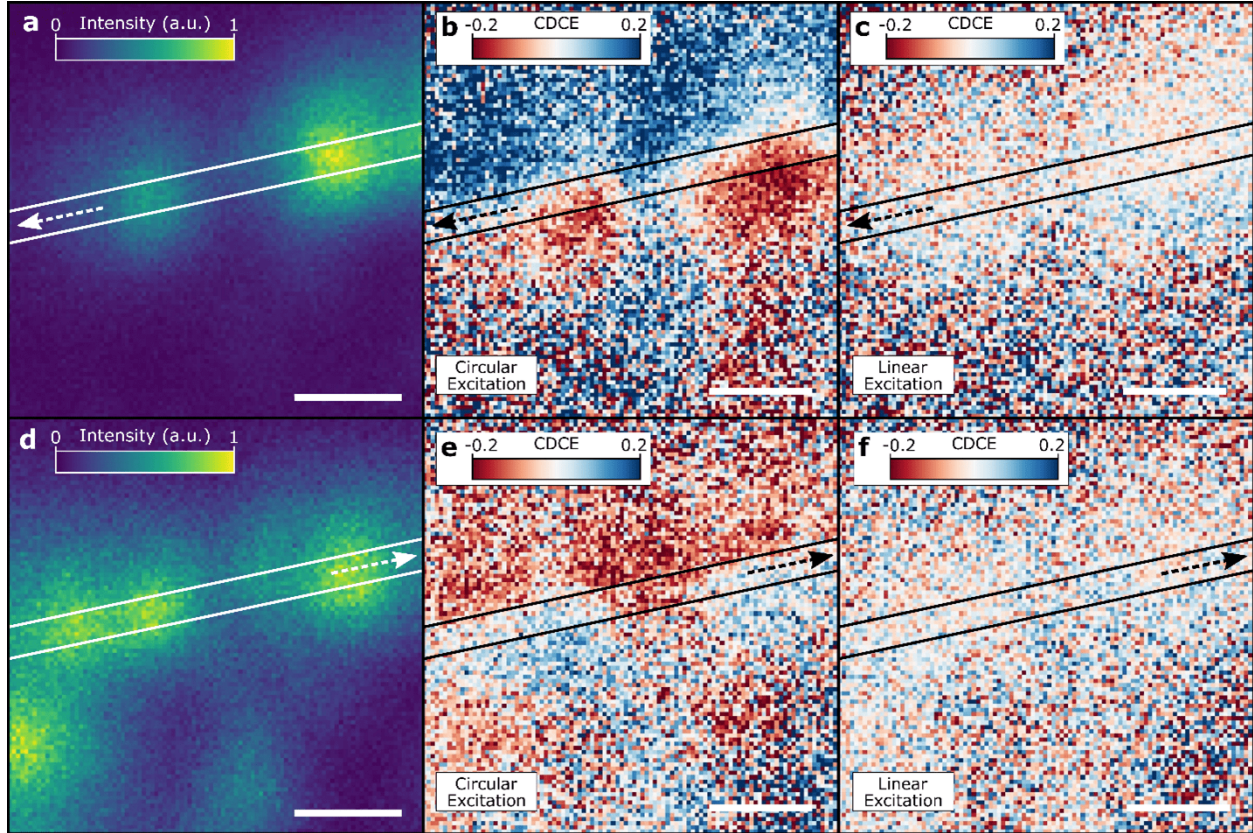 a
0 Intensity (a.u.) 1
b
-0.2 CDCE 0.2
Circular
Excitation
c
-0.2 CDCE 0.2
Linear
Excitation
d
0 Intensity (a.u.) 1
e
-0.2 CDCE 0.2
Circular
Excitation
f
-0.2 CDCE 0.2
Linear
Excitation